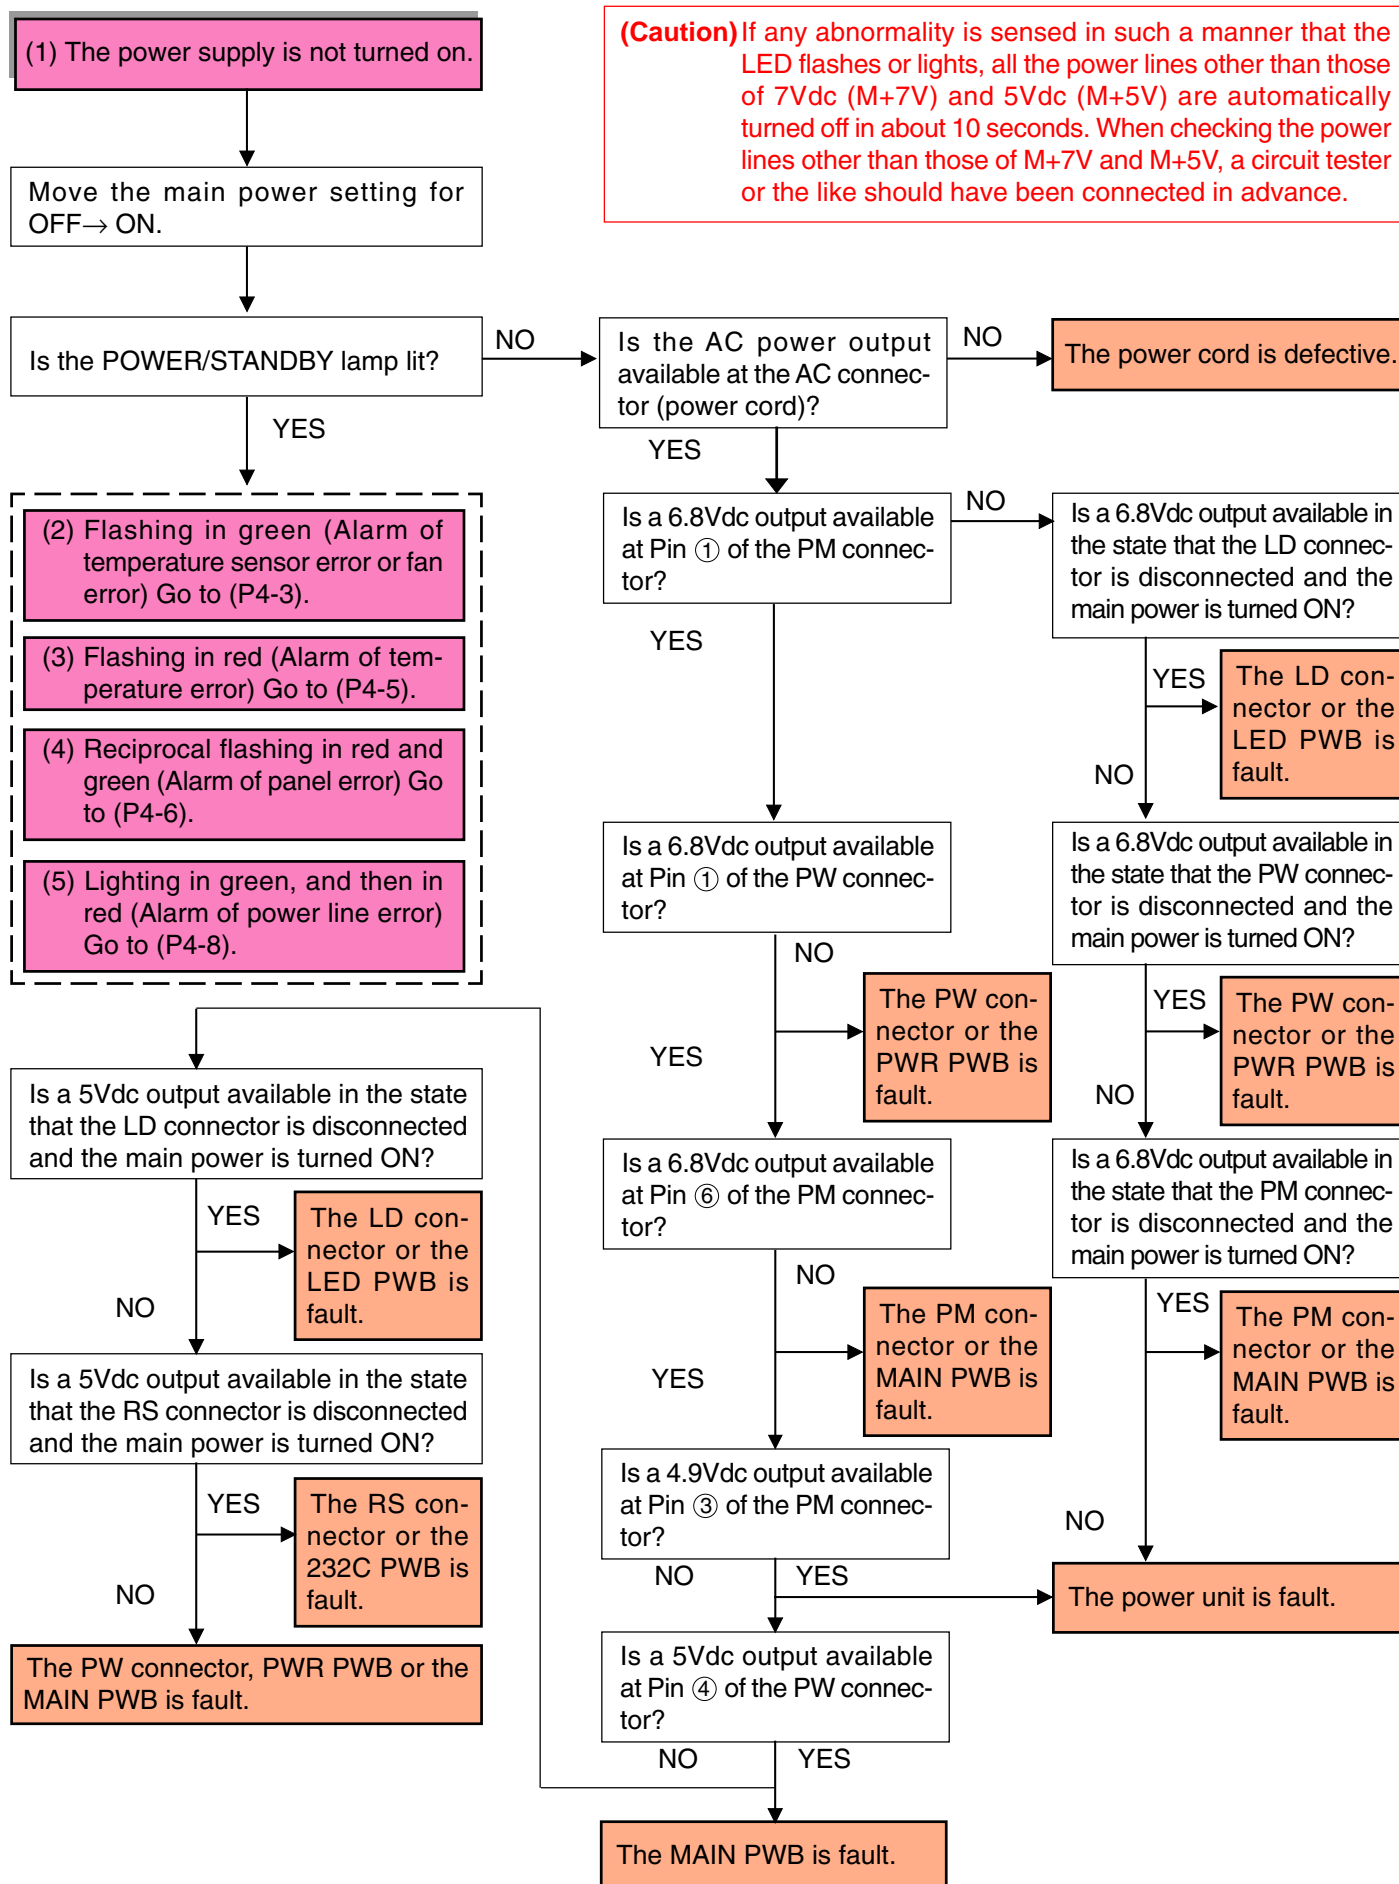 (1) The power supply is not turned on.
(Caution) If any abnormality is sensed in such a manner that the
LED flashes or lights, all the power lines other than those
of 7Vdc (M+7V) and 5Vdc (M+5V) are automatically
turned off in about 10 seconds. When checking the power
lines other than those of M+7V and M+5V, a circuit tester
or the like should have been connected in advance.
Move the main power setting for
OFF→ ON.
Is the POWER/STANDBY lamp lit?
NO
Is the AC power output
available at the AC connec-
tor (power cord)?
NO
The power cord is defective.
YES
YES
(2) Flashing in green (Alarm of
temperature sensor error or fan
error) Go to (P4-3).
(3) Flashing in red (Alarm of tem-
perature error) Go to (P4-5).
(4) Reciprocal flashing in red and
green (Alarm of panel error) Go
to (P4-6).
(5) Lighting in green, and then in
red (Alarm of power line error)
Go to (P4-8).
Is a 6.8Vdc output available
at Pin ① of the PM connec-
tor?
NO
Is a 6.8Vdc output available in
the state that the LD connec-
tor is disconnected and the
main power is turned ON?
YES
YES
The LD con-
nector or the
LED PWB is
fault.
NO
Is a 6.8Vdc output available
at Pin ① of the PW connec-
tor?
Is a 6.8Vdc output available in
the state that the PW connec-
tor is disconnected and the
main power is turned ON?
NO
The PW con-
nector or the
PWR PWB is
fault.
YES
YES
The PW con-
nector or the
PWR PWB is
fault.
NO
Is a 5Vdc output available in the state
that the LD connector is disconnected
and the main power is turned ON?
Is a 6.8Vdc output available
at Pin ⑥ of the PM connec-
tor?
Is a 6.8Vdc output available in
the state that the PM connec-
tor is disconnected and the
main power is turned ON?
YES
The LD con-
nector or the
LED PWB is
fault.
NO
NO
The PM con-
nector or the
MAIN PWB is
fault.
YES
YES
The PM con-
nector or the
MAIN PWB is
fault.
Is a 5Vdc output available in the state
that the RS connector is disconnected
and the main power is turned ON?
Is a 4.9Vdc output available
at Pin ③ of the PM connec-
tor?
YES
The RS con-
nector or the
232C PWB is
fault.
NO
NO
YES
NO
The power unit is fault.
The PW connector, PWR PWB or the
MAIN PWB is fault.
Is a 5Vdc output available
at Pin ④ of the PW connec-
tor?
NO
YES
The MAIN PWB is fault.